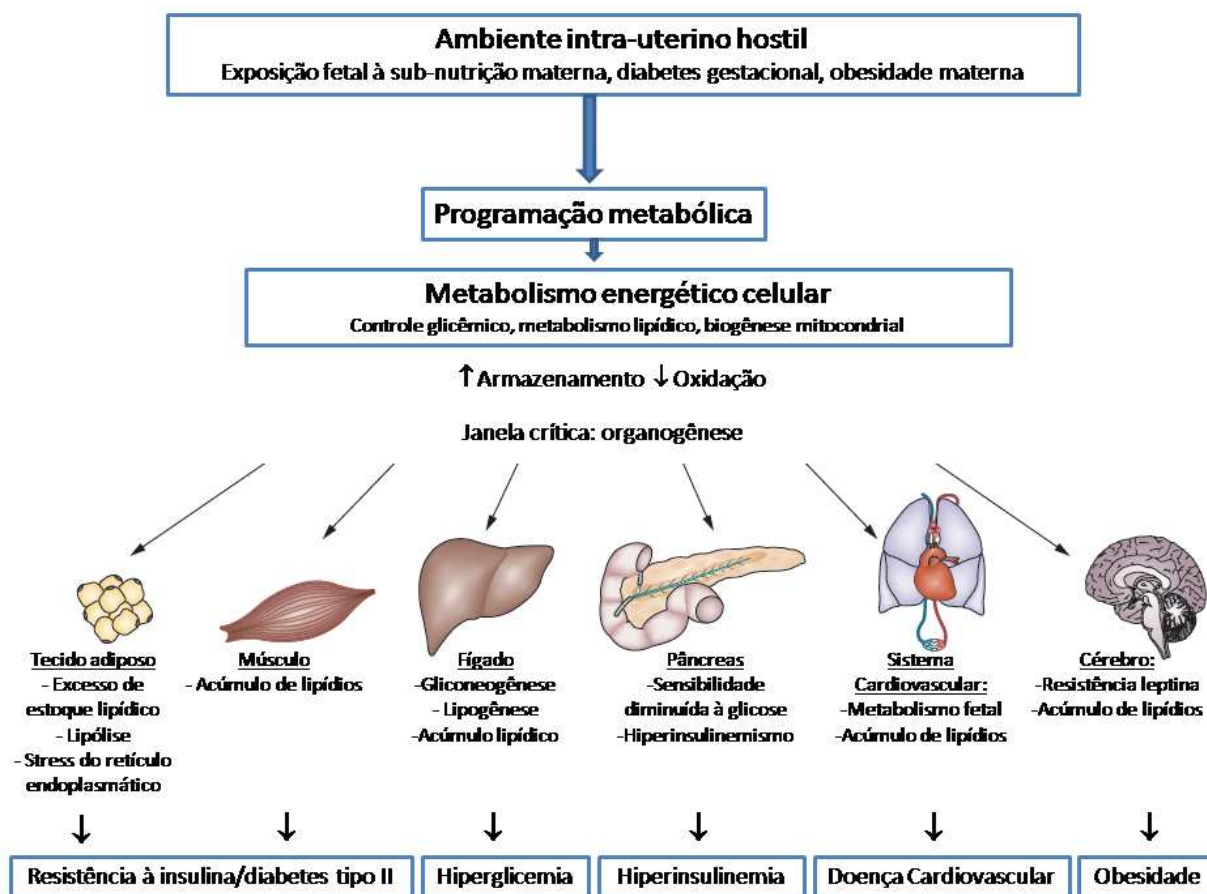 Ambiente intra-uterino hostil
Exposição fetal à sub-nutrição materna, diabetes gestacional, obesidade materna
Programação metabólica
Metabolismo energético celular
Controle glicêmico, metabolismo lipídico, biogênese mitocondrial
↑Armazenamento ↓Oxidação
Janela crítica: organogênese
Tecido adiposo
- Excesso de
estoque lipídico
- Lipólise
- Stress do retículo
endoplasmático
Músculo
- Acúmulo de lipídios
Fígado
-Gliconeogênese
- Lipogênese
-Acúmulo lipídico
Pâncreas
-Sensibilidade
diminuída à glicose
-Hiperinsulinemismo
Sistema
Cardiovascular:
-Metabolismo fetal
-Acúmulo de lipídios
Cérebro:
-Resistência leptina
-Acúmulo de lipídios
Resistência à insulina/diabetes tipo II
Hiperglicemia
Hiperinsulinemia
Doença Cardiovascular
Obesidade